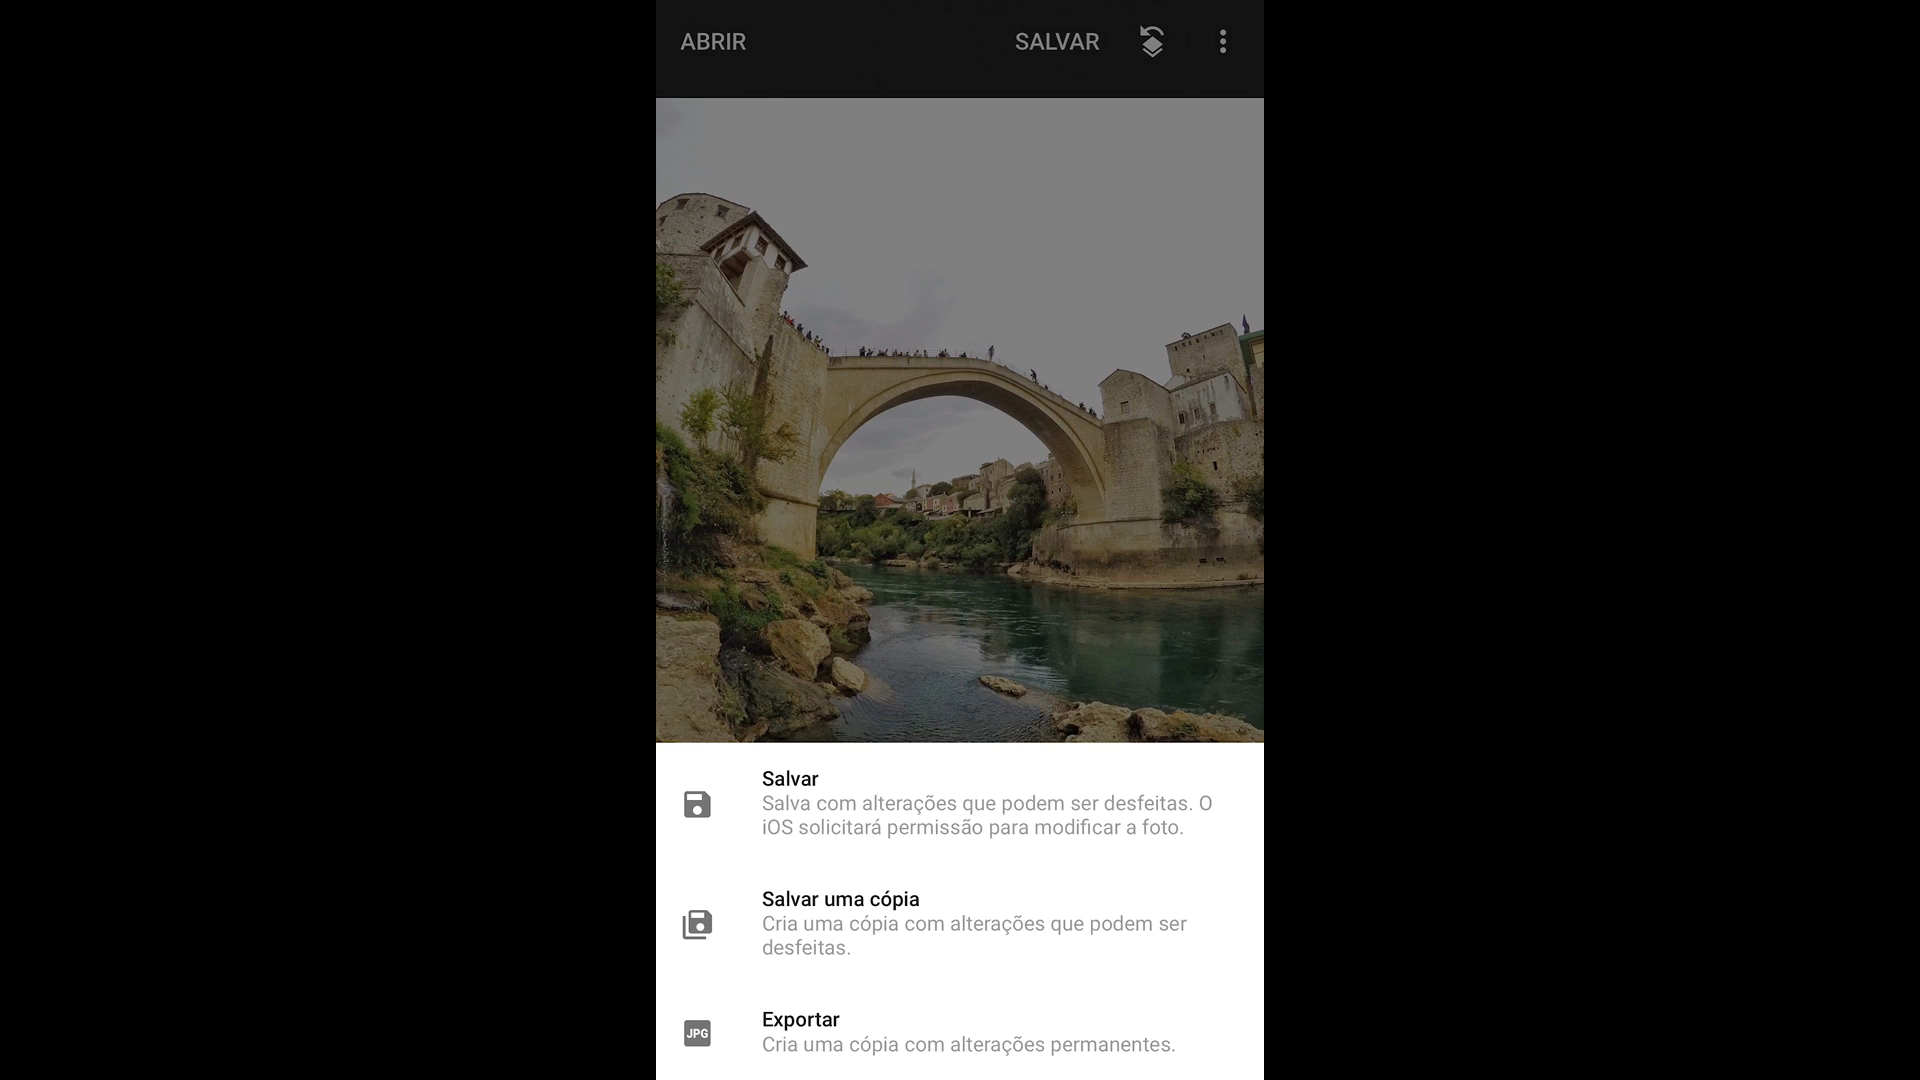 ABRIR
SALVAR
Salvar
Salva com alterações que podem ser desfeitas. O
iOS solicitará permissão para modificar a foto.
Salvar uma cópia
Cria uma cópia com alterações que podem ser
desfeitas.
Exportar
JPG
Cria uma cópia com alterações permanentes.